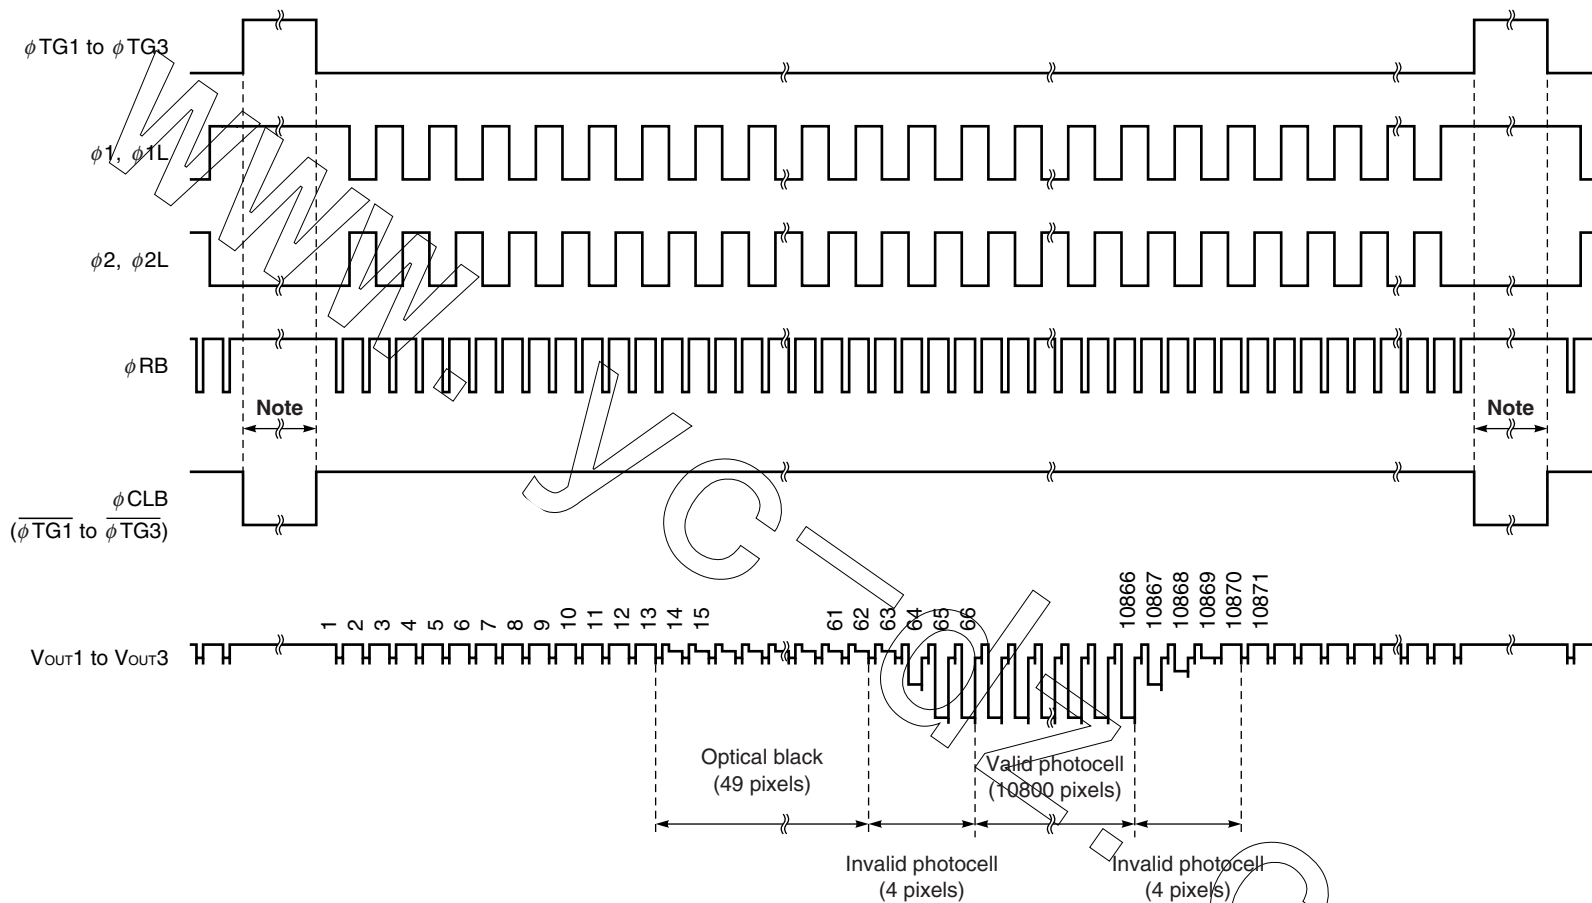 ϕTG1 to ϕTG3
ϕ1, ϕ1L
ϕ2, ϕ2L
ϕRB
Note
Note
ϕCLB
(ϕTG1 to ϕTG3)
1 2 3 4 5 6 7 8 9 10 11 12 13 14 15 61 62 63 64 65 66 10866 10867 10868 10869 10870 10871
VOUT1 to VOUT3
Optical black
(49 pixels)
Valid photocell
(10800 pixels)
Invalid photocell
(4 pixels)
Invalid photocell
(4 pixels)